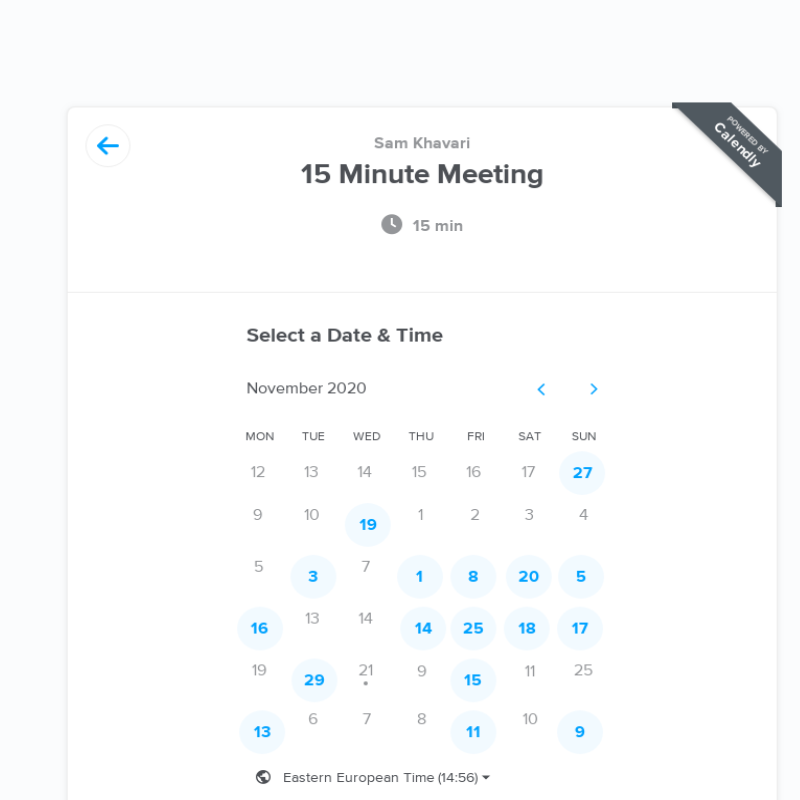 POWERED BY
Calendly
Sam Khavari
15 Minute Meeting
15 min
Select a Date & Time
November 2020
MON TUE WED THU FRI SAT SUN
12 13 14 15 16 17 27
9 10 19 1 2 3 4
5 3 7 1 8 20 5
16 13 14 14 25 18 17
19 29 21 9 15 11 25
13 6 7 8 11 10 9
Eastern European Time (14:56)